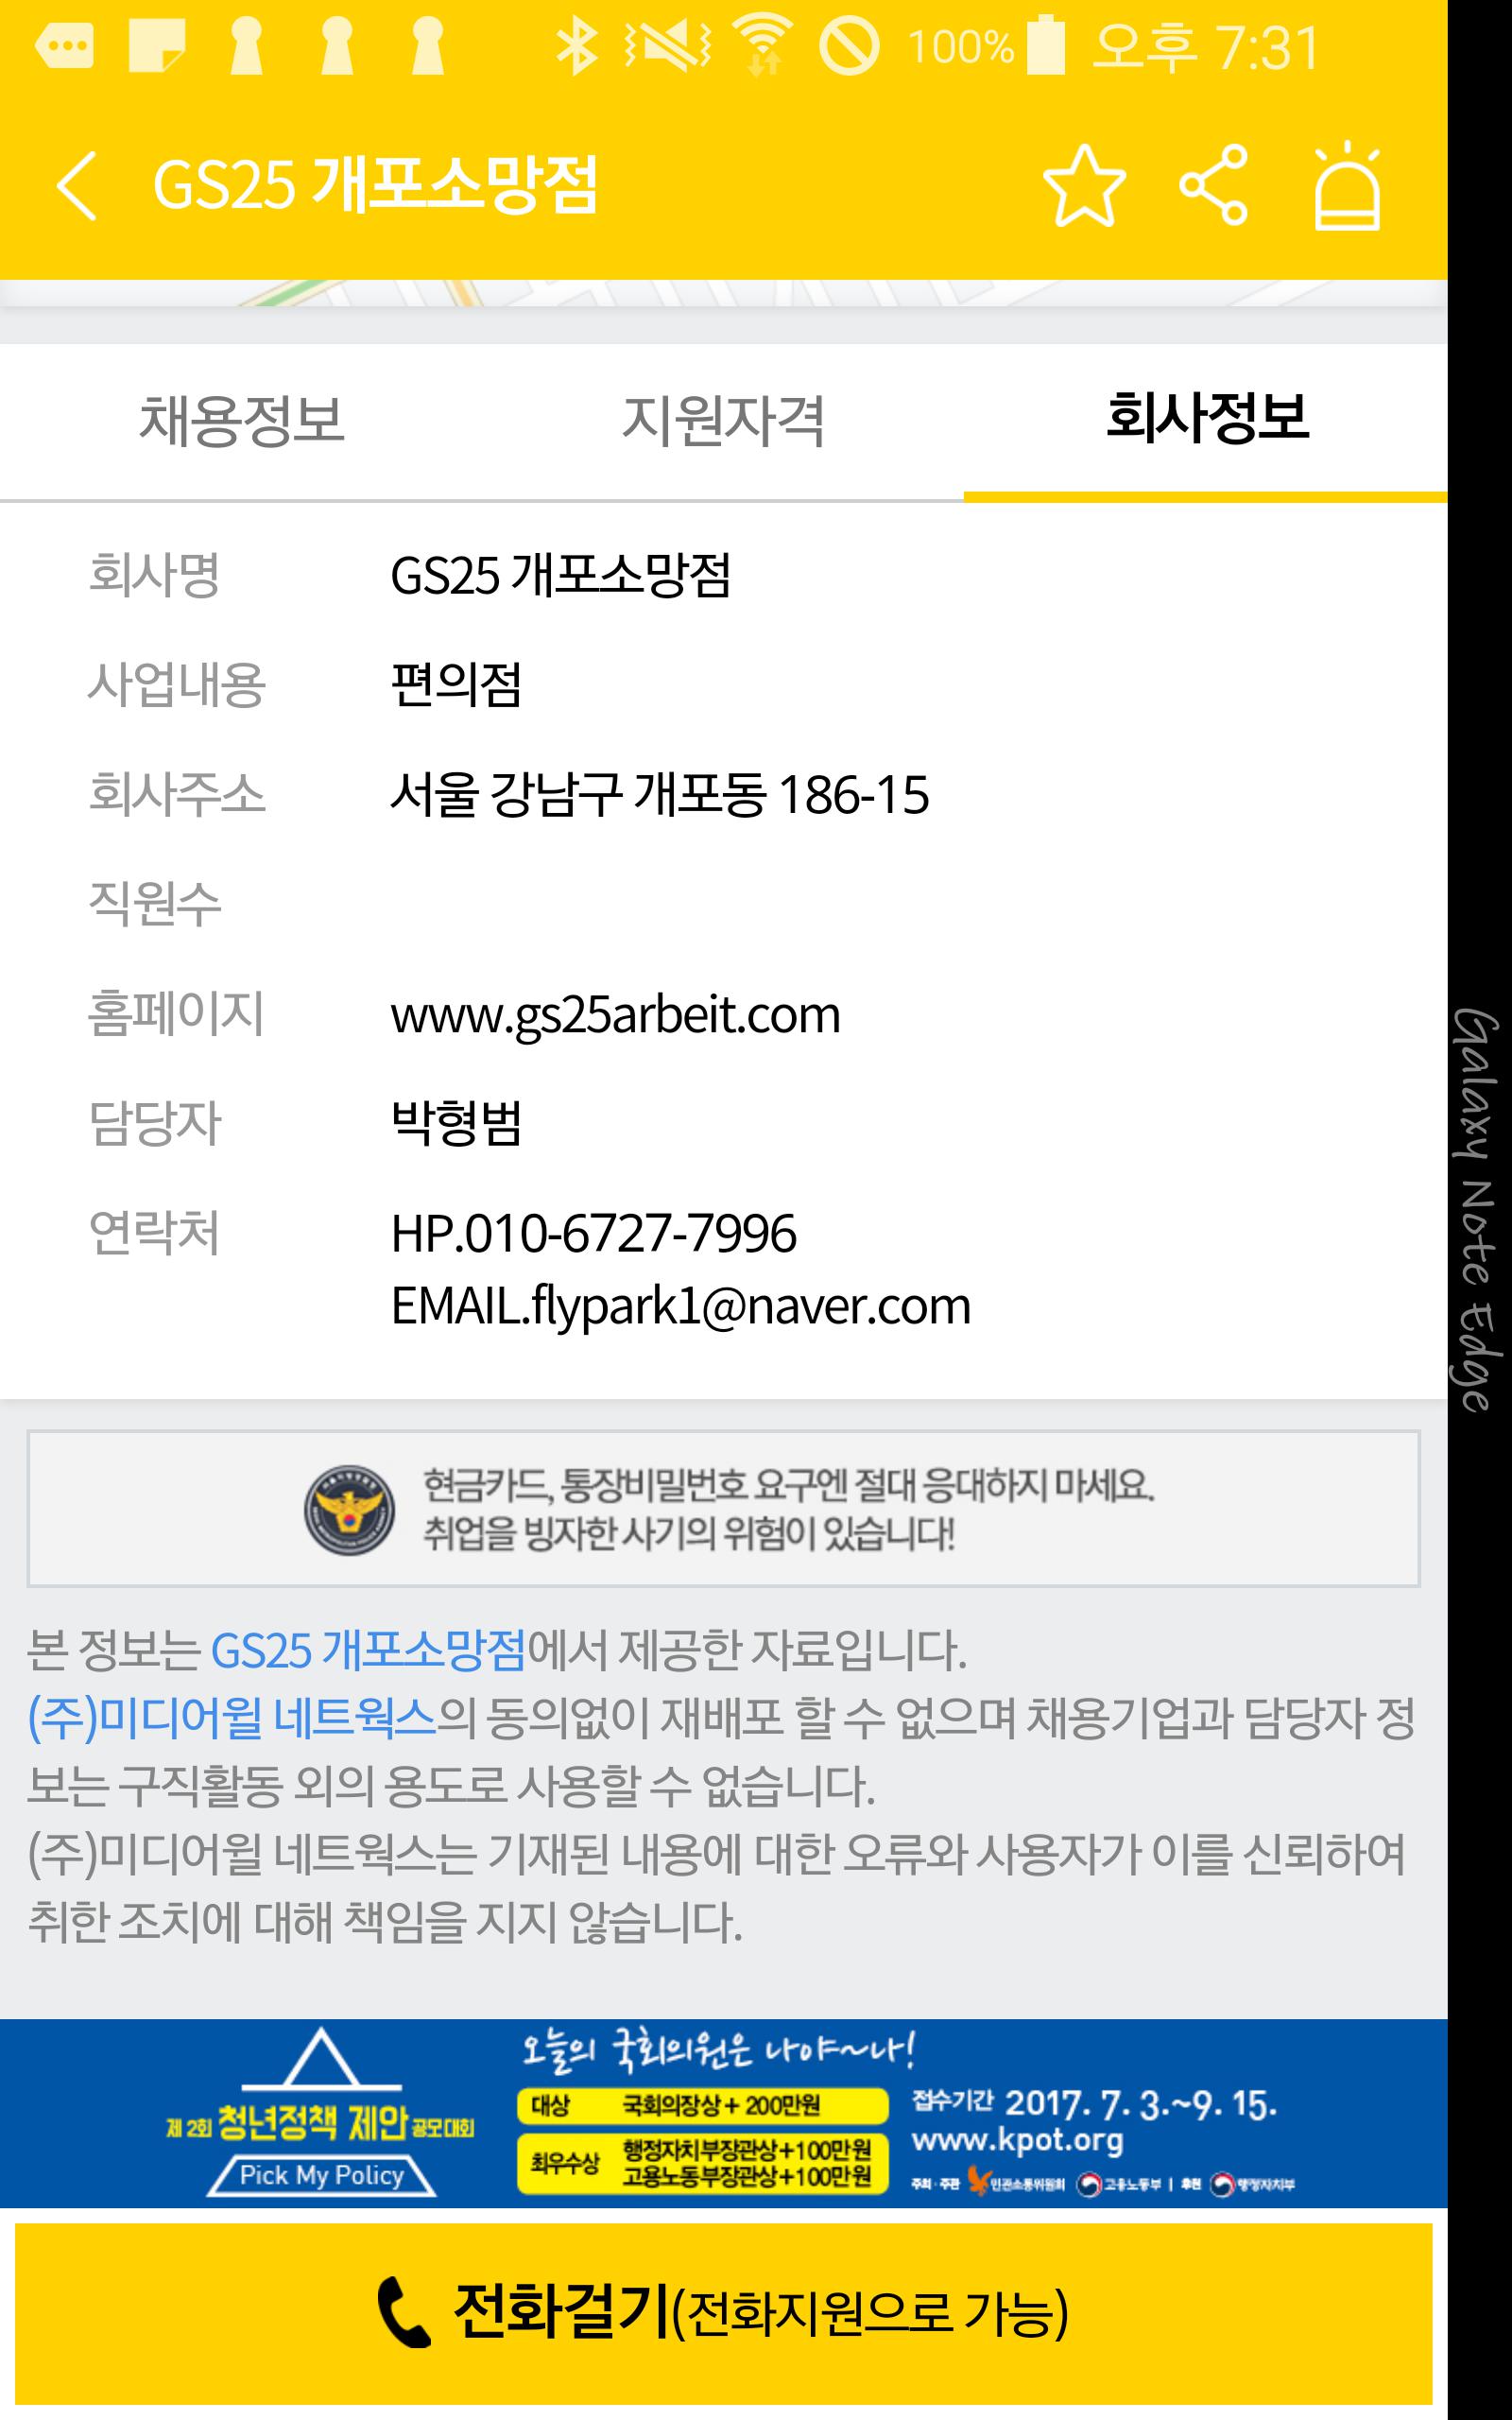 100% 오후 7:31
GS25 개포소망점
채용정보 지원자격 회사정보
회사명 GS25 개포소망점
사업내용 편의점
회사주소 서울 강남구 개포동 186-15
직원수
홈페이지 www.gs25arbeit.com
담당자 박형범
연락처 HP.010-6727-7996
EMAIL.flypark1@naver.com
Galaxy Note Edge
현금카드, 통장비밀번호 요구엔 절대 응대하지 마세요.
취업을 빙자한 사기의 위험이 있습니다!
본 정보는 GS25 개포소망점에서 제공한 자료입니다.
(주)미디어윌 네트웍스의 동의없이 재배포 할 수 없으며 채용기업과 담당자 정
보는 구직활동 외의 용도로 사용할 수 없습니다.
(주)미디어윌 네트웍스는 기재된 내용에 대한 오류와 사용자가 이를 신뢰하여
취한 조치에 대해 책임을 지지 않습니다.
제 2회 청년정책 제안 공모대회
Pick My Policy
오늘의 국회의원은 나야~나!
대상 국회의장상 + 200만원
최우수상 행정자치부장관상+100만원
고용노동부장관상+100만원
접수기간 2017. 7. 3.~9. 15.
www.kpot.org
주최·주관 민관소통위원회 고용노동부 | 후원 행정자치부
전화걸기(전화지원으로 가능)